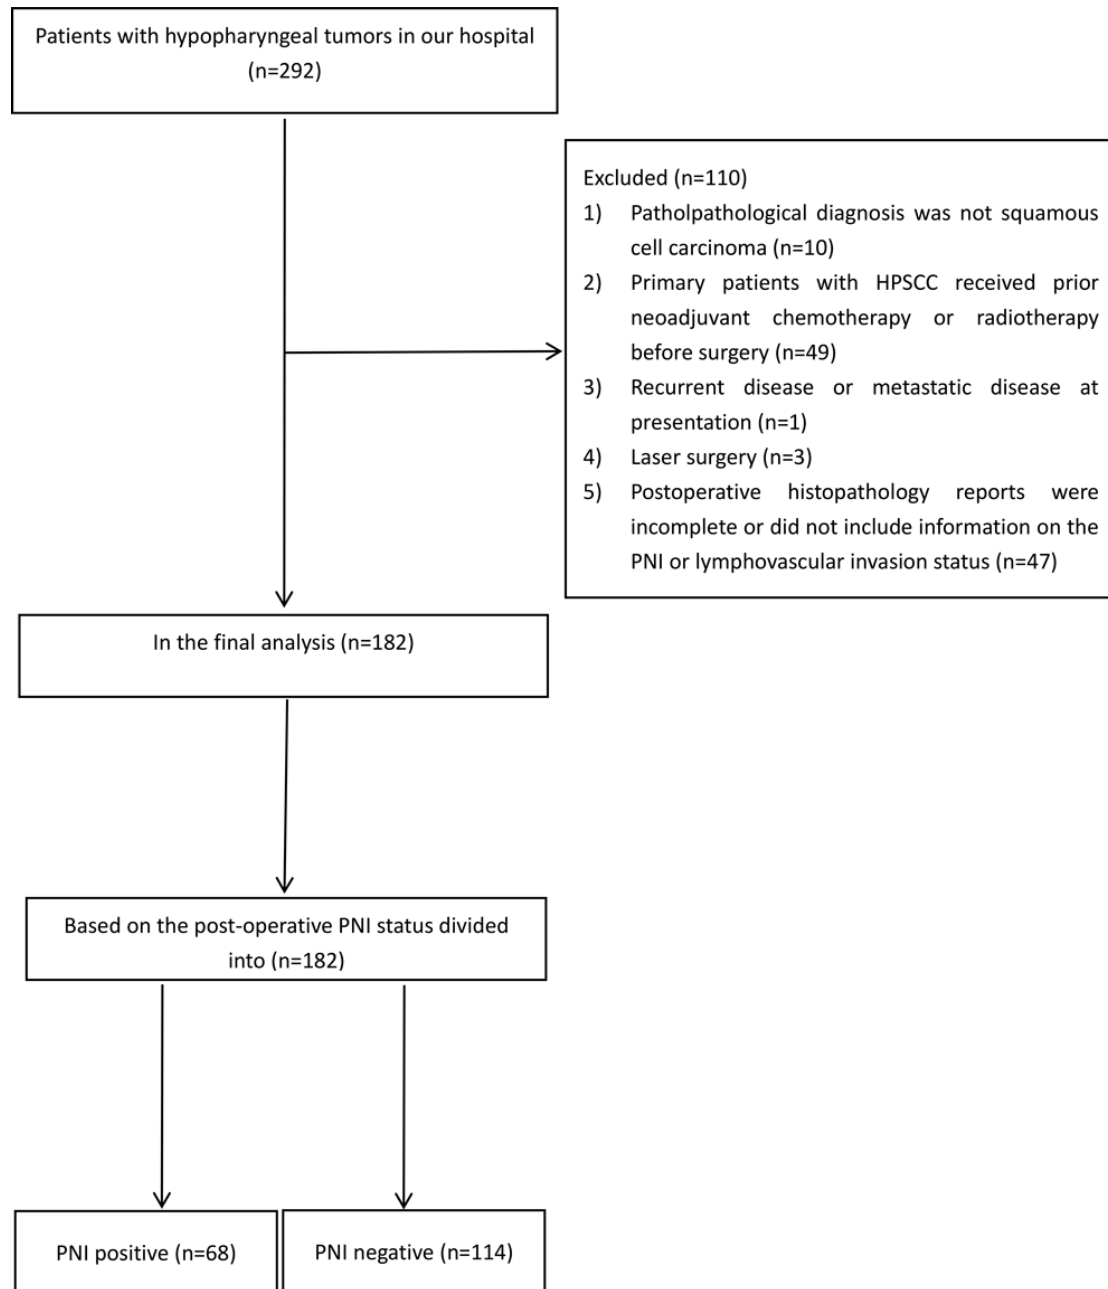 Patients with hypopharyngeal tumors in our hospital
(n=292)
Excluded (n=110)
1) Patholpathological diagnosis was not squamous
cell carcinoma (n=10)
2) Primary patients with HPSCC received prior
neoadjuvant chemotherapy or radiotherapy
before surgery (n=49)
3) Recurrent disease or metastatic disease at
presentation (n=1)
4) Laser surgery (n=3)
5) Postoperative histopathology reports were
incomplete or did not include information on the
PNI or lymphovascular invasion status (n=47)
In the final analysis (n=182)
Based on the post-operative PNI status divided
into (n=182)
PNI positive (n=68)
PNI negative (n=114)